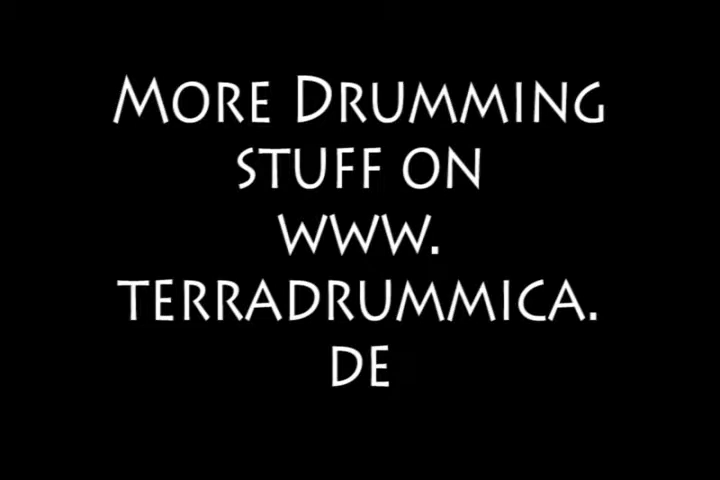 More Drumming
stuff on
www.
terradrummica.
de